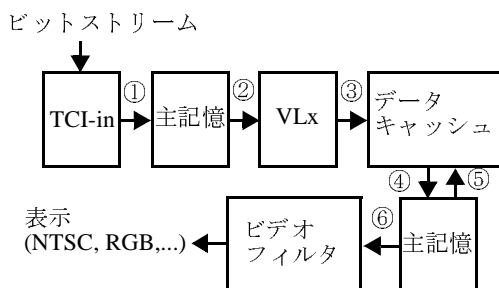 ビットストリーム
TCI-in
①
主記憶
②
VLx
③
データ
キャッシュ
④
⑤
表示
(NTSC, RGB,...)
ビデオ
フィルタ
⑥
主記憶